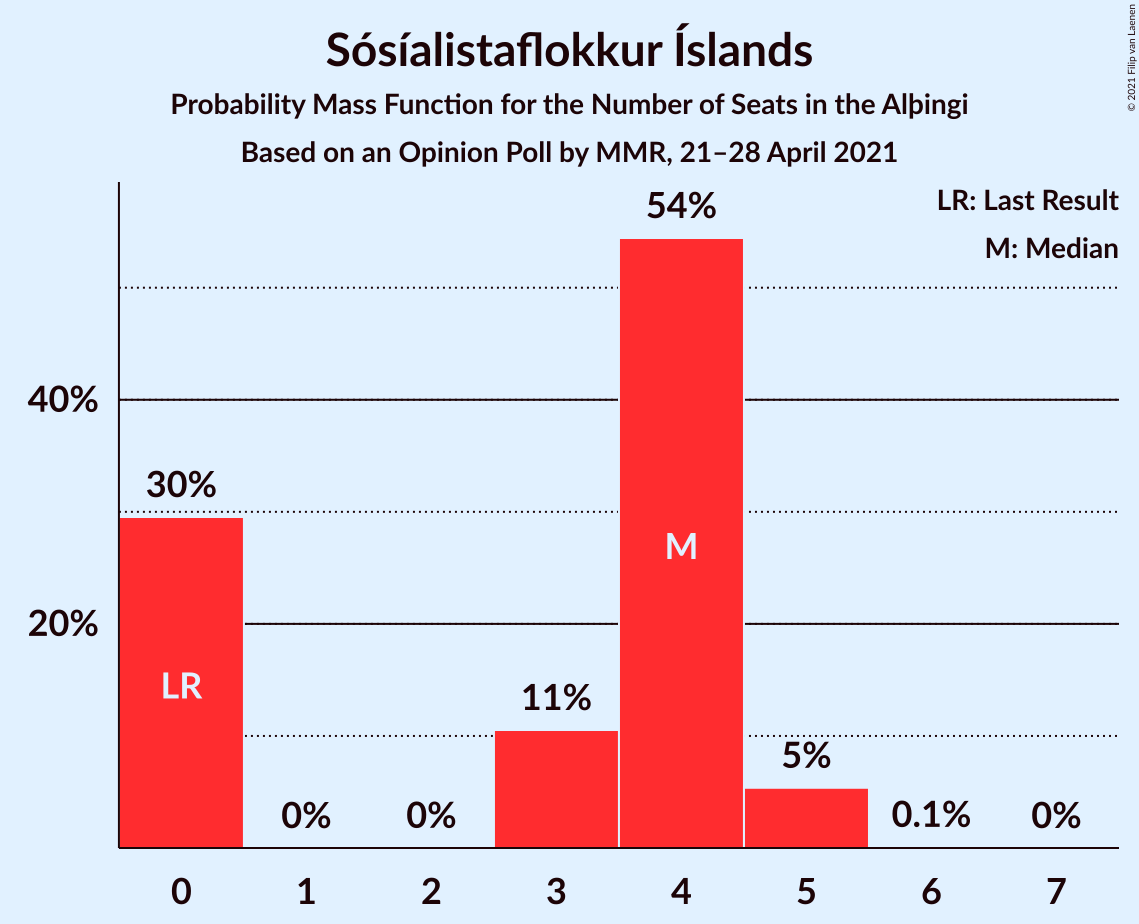 Sósíalistaflokkur Íslands
Probability Mass Function for the Number of Seats in the Alþingi
Based on an Opinion Poll by MMR, 21–28 April 2021
© 2021 Filip van Laenen
LR: Last Result
M: Median
54%
40%
30%
M
20%
LR
11%
5%
0%
0%
0.1%
0%
0
1
2
3
4
5
6
7